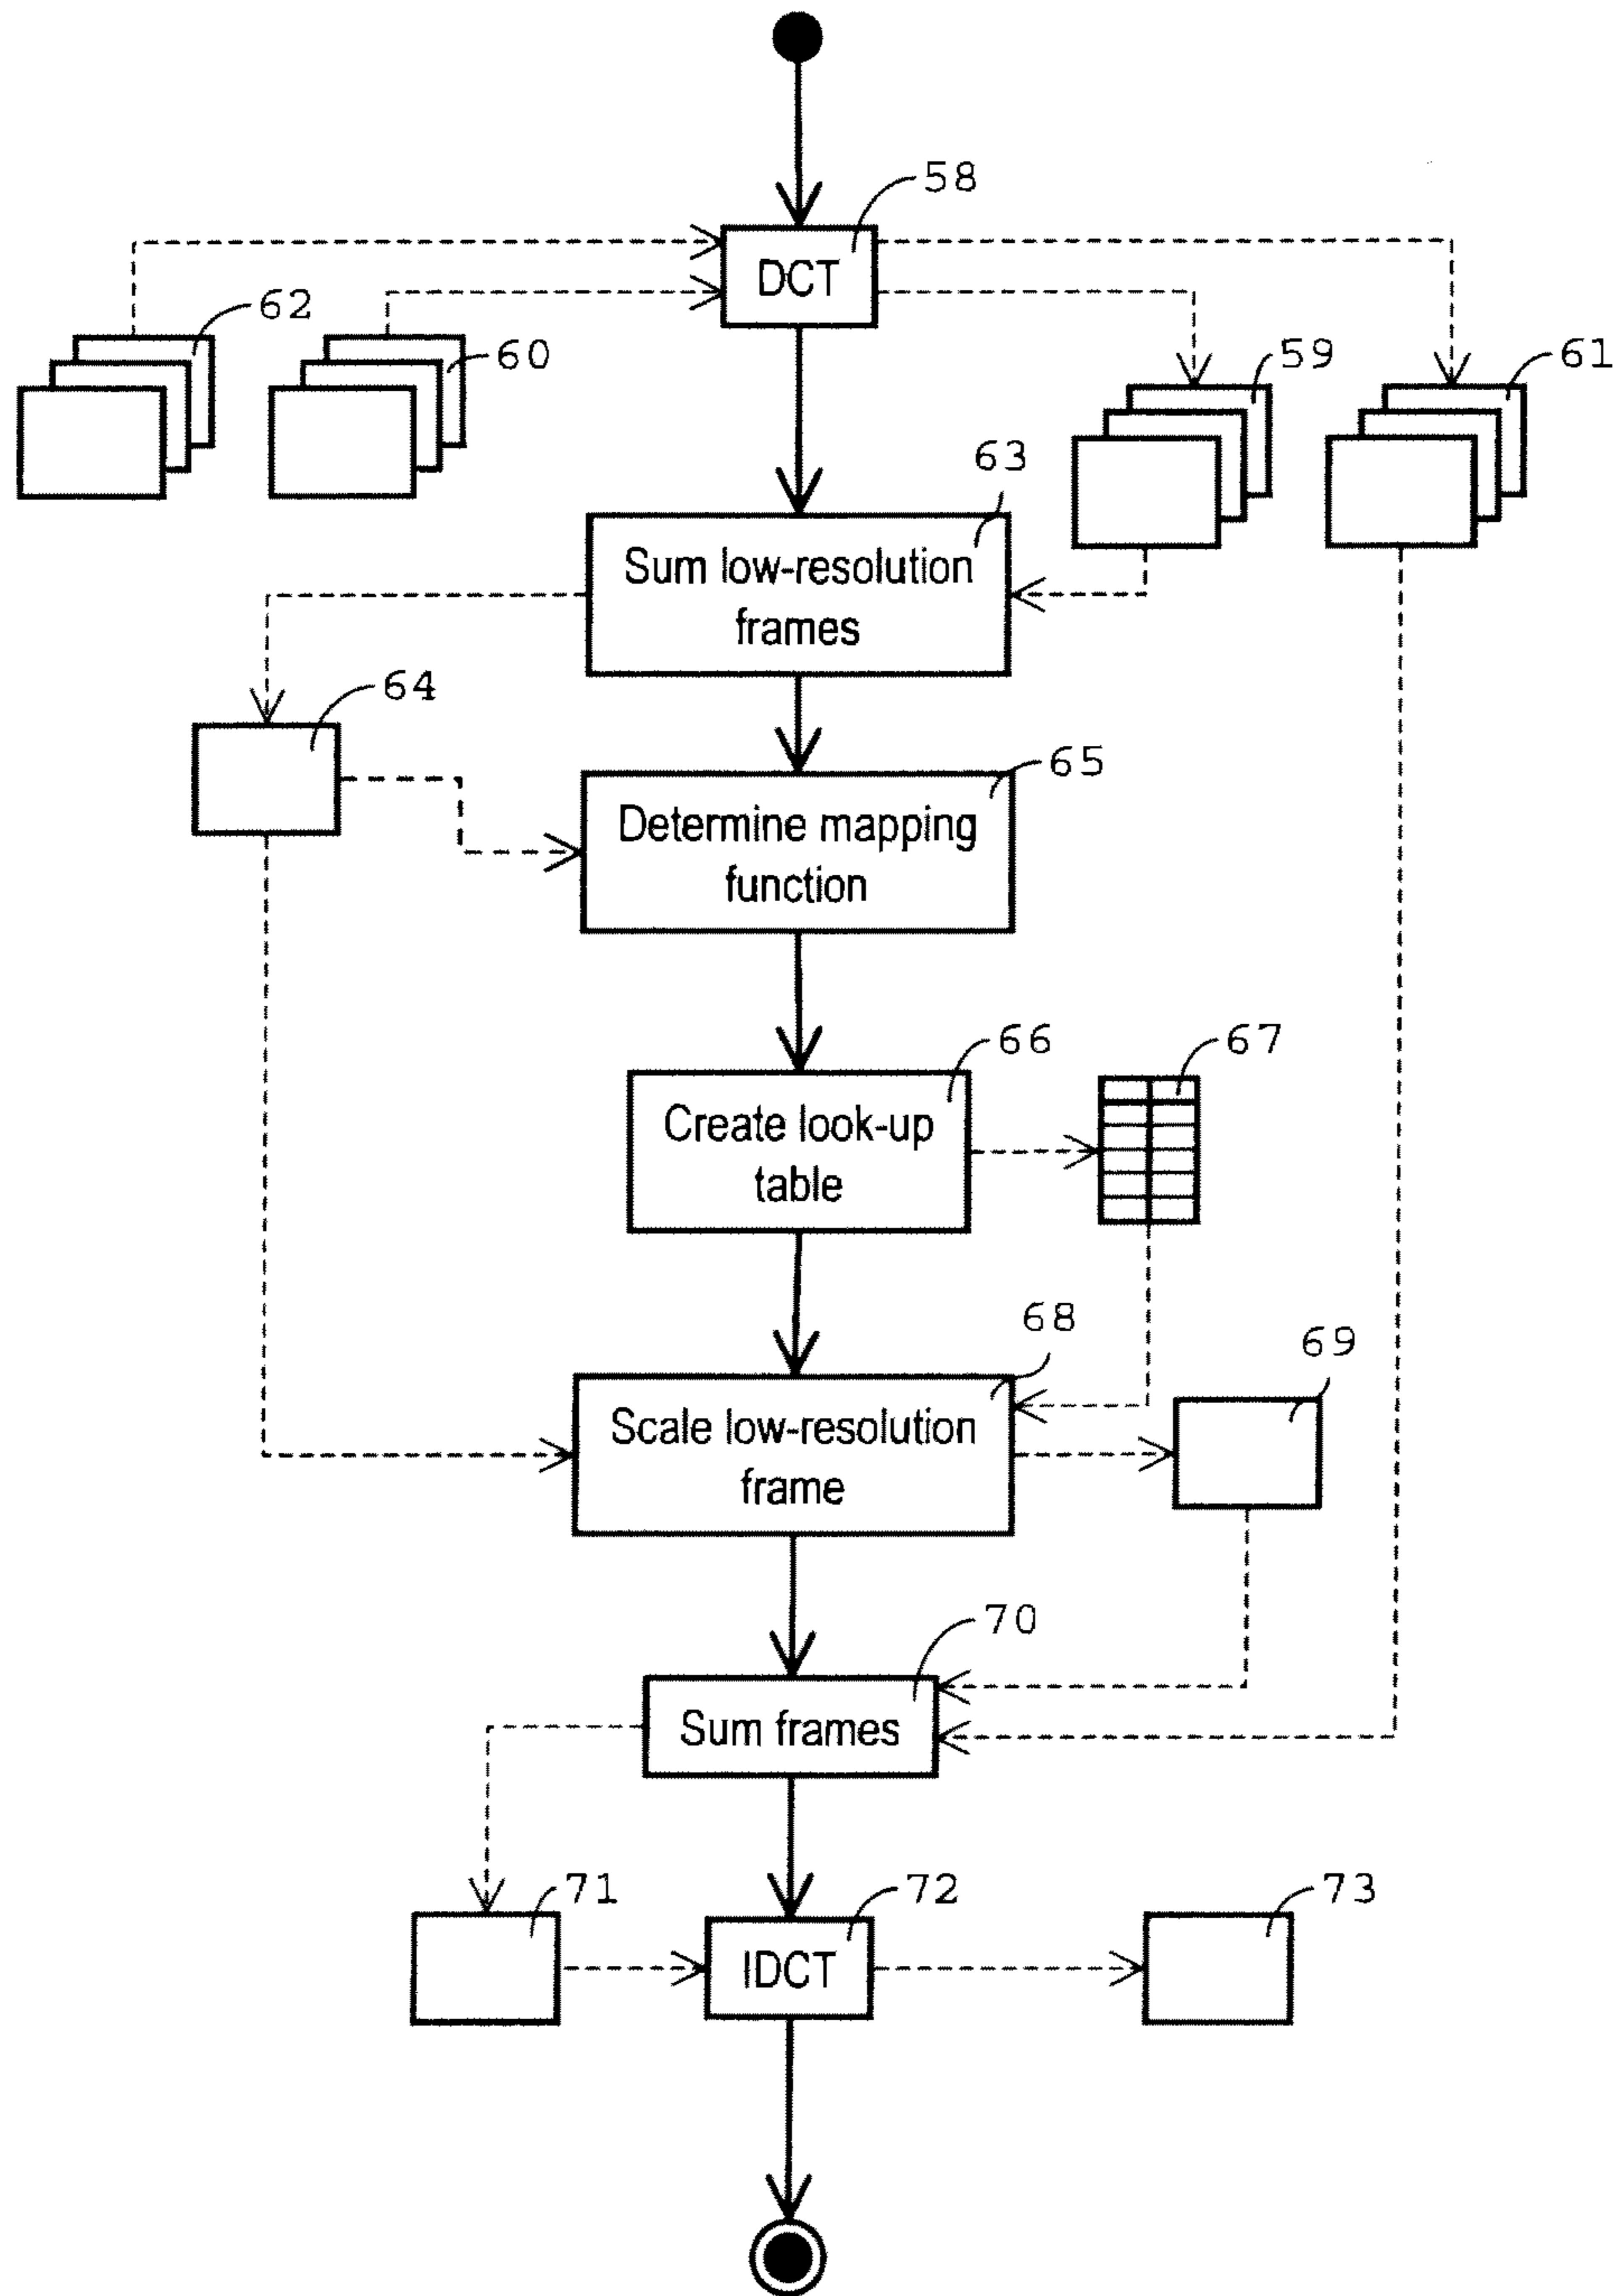 58
DCT
62
60
59
61
63
Sum low-resolution
frames
64
65
Determine mapping
function
66
67
Create look-up
table
68
69
Scale low-resolution
frame
70
Sum frames
71
72
73
IDCT